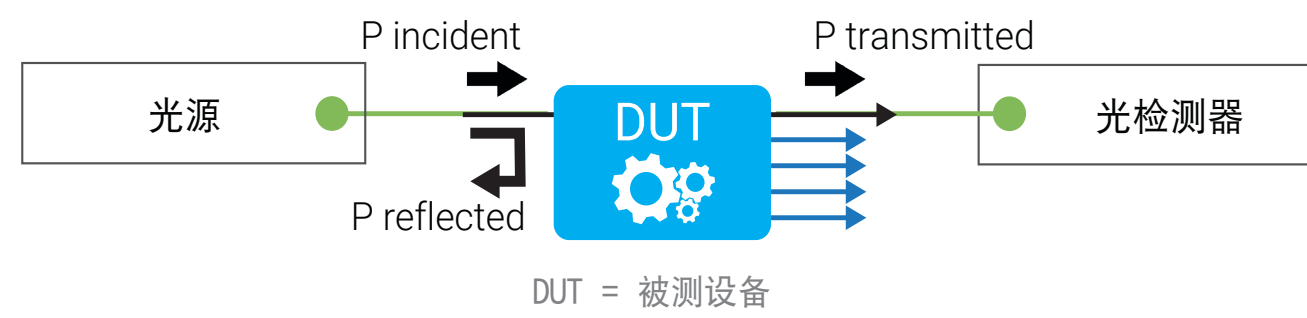 P incident
P transmitted
光源
DUT
光检测器
P reflected
DUT = 被测设备